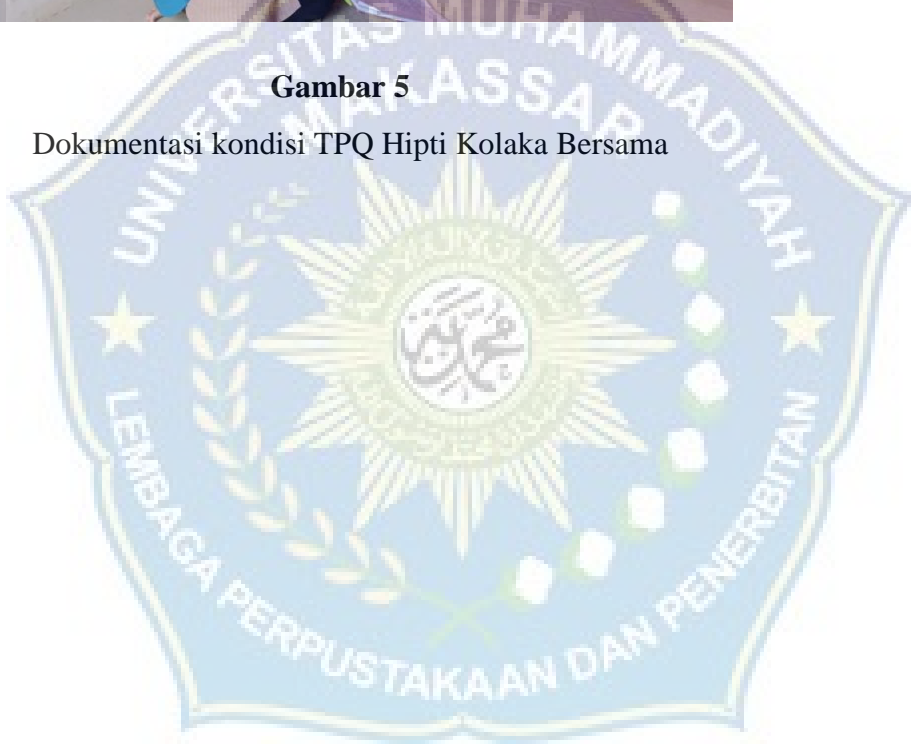 Gambar 5
Dokumentasi kondisi TPQ Hipti Kolaka Bersama
UNIVERSITAS MUHAMMADIYAH
MAKASSAR
LEMBAGA PERPUSTAKAAN DAN PENERBITAN